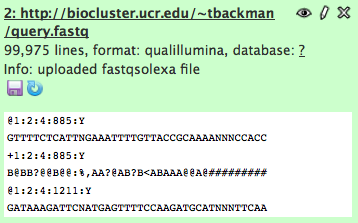 2: http://biocluster.ucr.edu/~tbackman
/query.fastq
99,975 lines, format: qualillumina, database: ?
Info: uploaded fastqsolexa file
@1:2:4:885:Y
GTTTTCTCATTNGAAATTTTGTTACCGCAAAANNNCCACC
+1:2:4:885:Y
B@BB?@@B@@:%,AA?@AB?B<ABAAA@@A@#########
@1:2:4:1211:Y
GATAAAGATTCNATGAGTTTTCCAAGATGCATNNNTTCAA